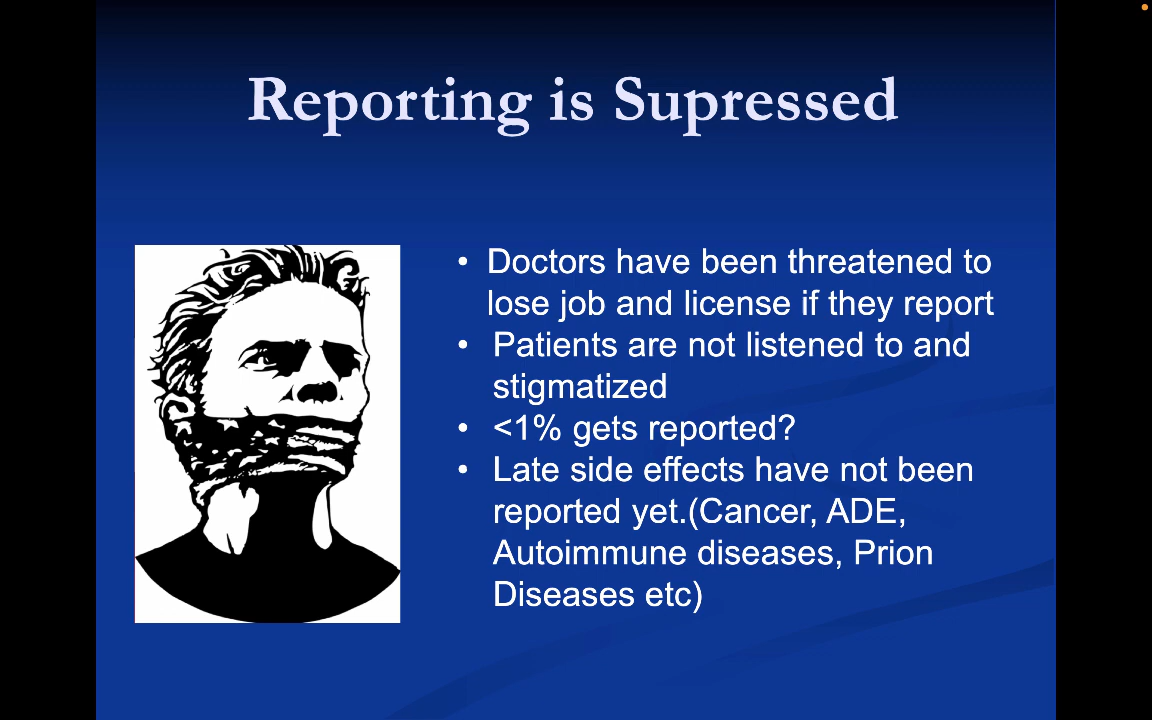 Reporting is Supressed
• Doctors have been threatened to
lose job and license if they report
• Patients are not listened to and
stigmatized
• <1% gets reported?
• Late side effects have not been
reported yet.(Cancer, ADE,
Autoimmune diseases, Prion
Diseases etc)